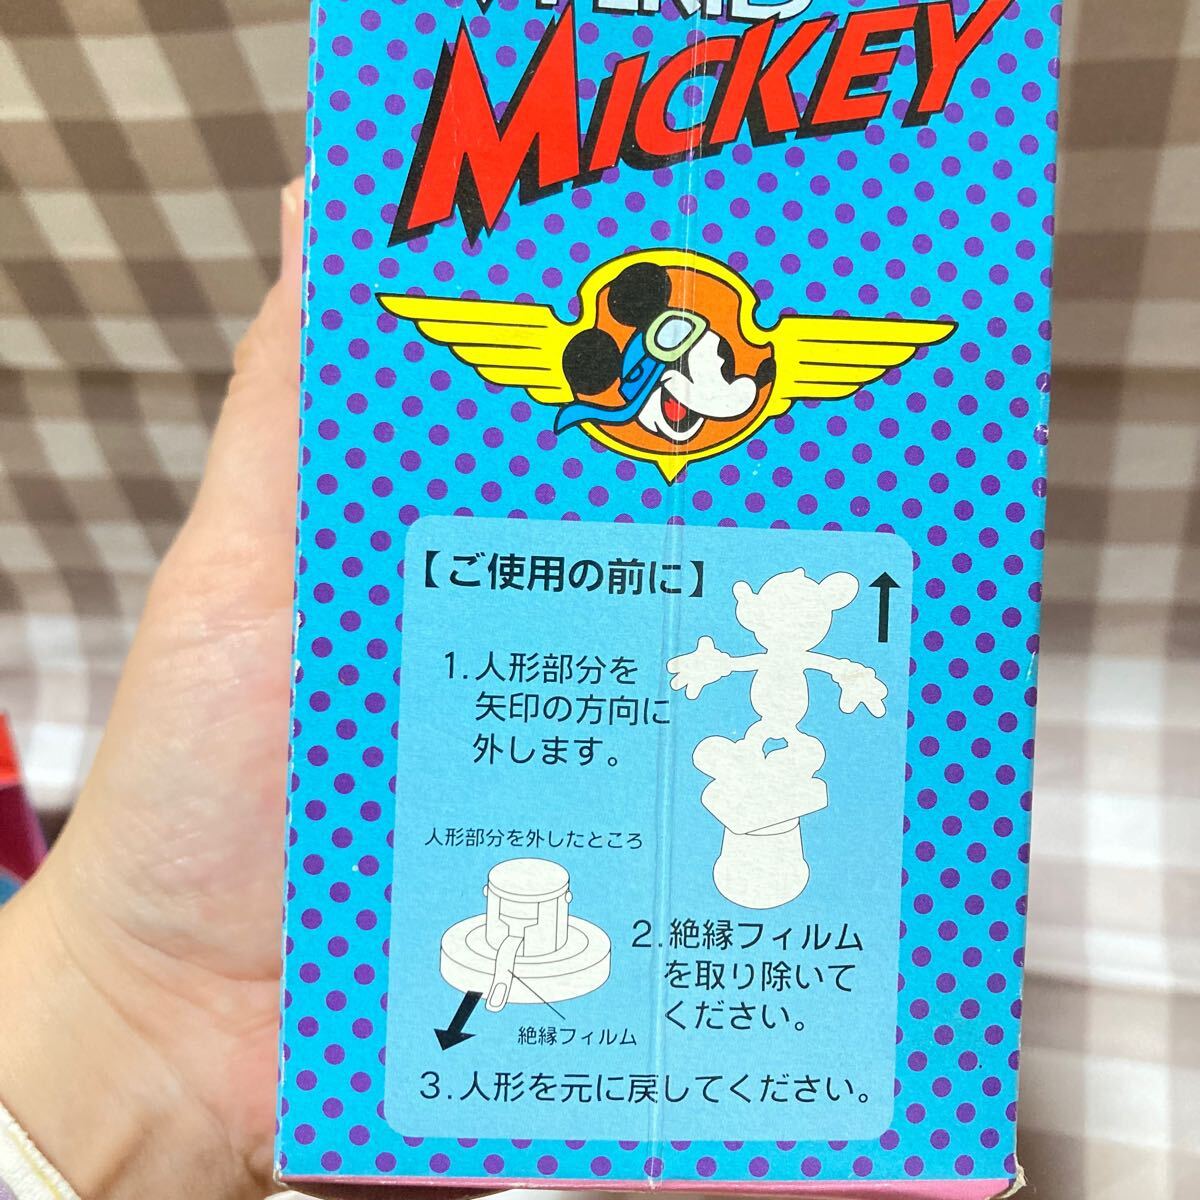 MICKEY
【ご使用の前に】
1. 人形部分を
矢印の方向に
外します。
人形部分を外したところ
2. 絶縁フィルム
を取り除いて
ください。
絶縁フィルム
3. 人形を元に戻してください。